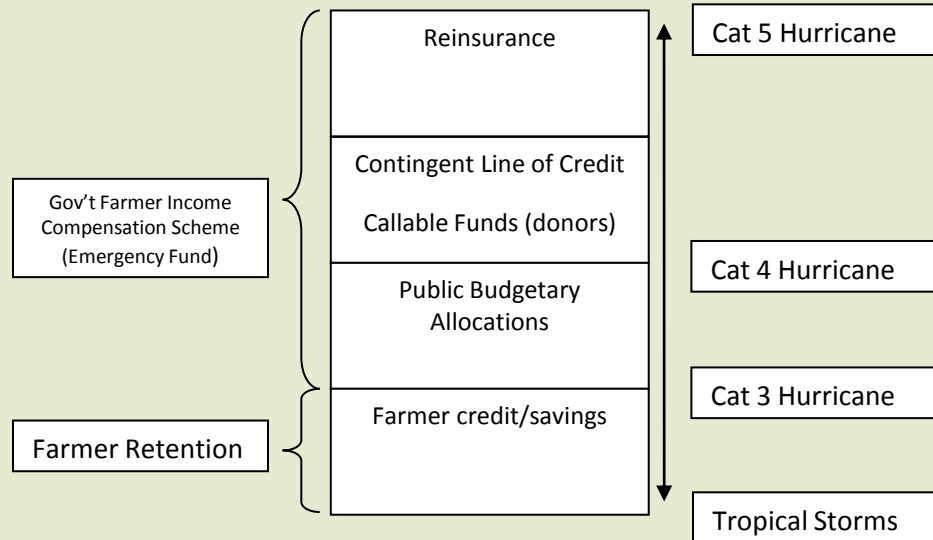 Reinsurance
Contingent Line of Credit
Callable Funds (donors)
Public Budgetary
Allocations
Farmer credit/savings
Gov't Farmer Income
Compensation Scheme
(Emergency Fund)
Farmer Retention
Cat 5 Hurricane
Cat 4 Hurricane
Cat 3 Hurricane
Tropical Storms